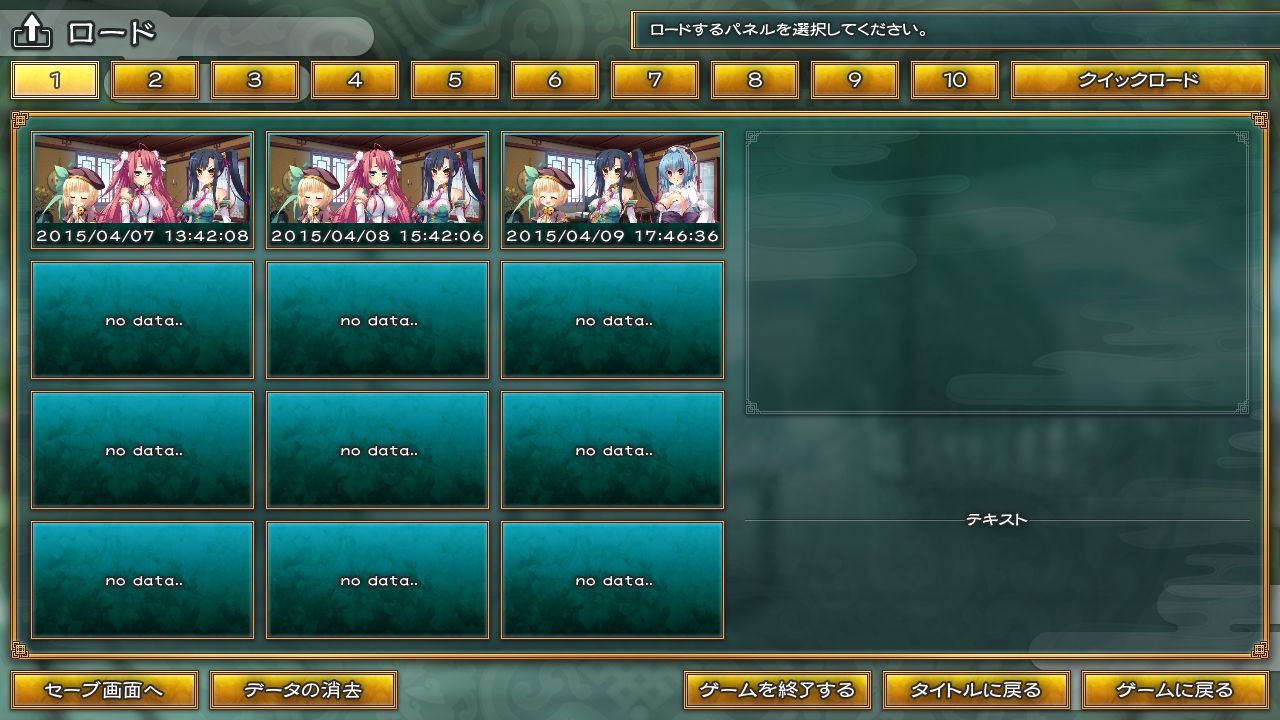 ロード
ロードするパネルを選択してください。
1 2 3 4 5 6 7 8 9 10 クイックロード
2015/04/07 13:42:08 2015/04/08 15:42:06 2015/04/09 17:46:36
no data.. no data.. no data..
no data.. no data.. no data..
テキスト
no data.. no data.. no data..
セーブ画面へ データの消去 ゲームを終了する タイトルに戻る ゲームに戻る